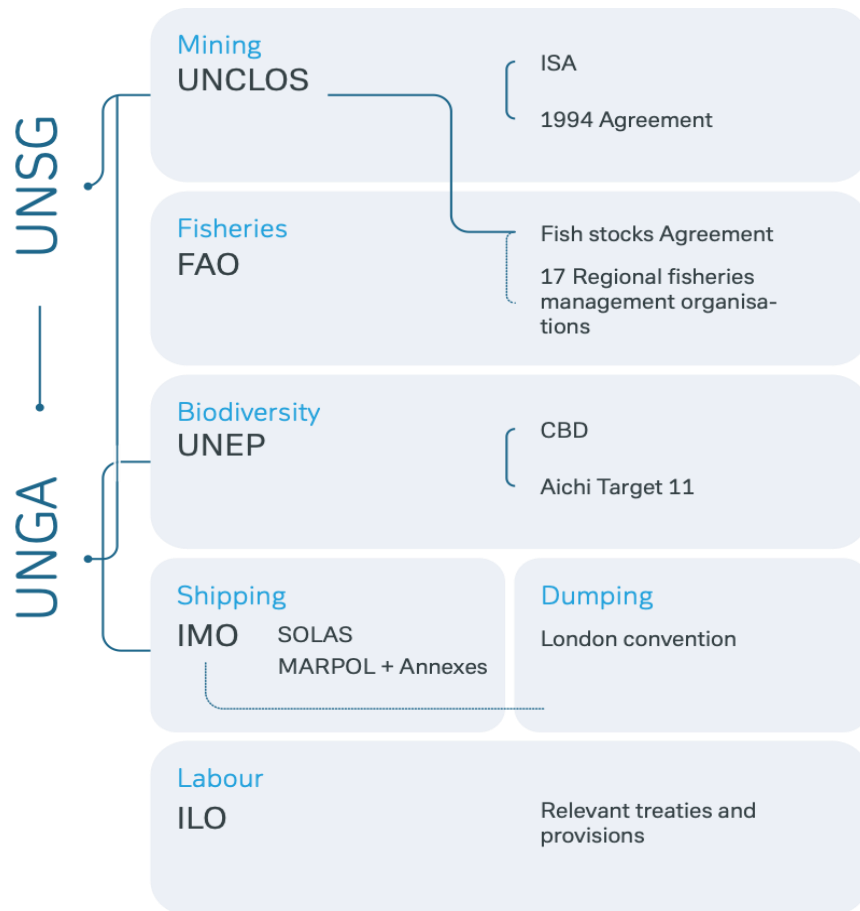 UNSG
UNGA
Mining
UNCLOS
ISA
1994 Agreement
Fisheries
FAO
Fish stocks Agreement
17 Regional fisheries
management organisa-
tions
Biodiversity
UNEP
CBD
Aichi Target 11
Shipping
IMO
SOLAS
MARPOL + Annexes
Dumping
London convention
Labour
ILO
Relevant treaties and
provisions